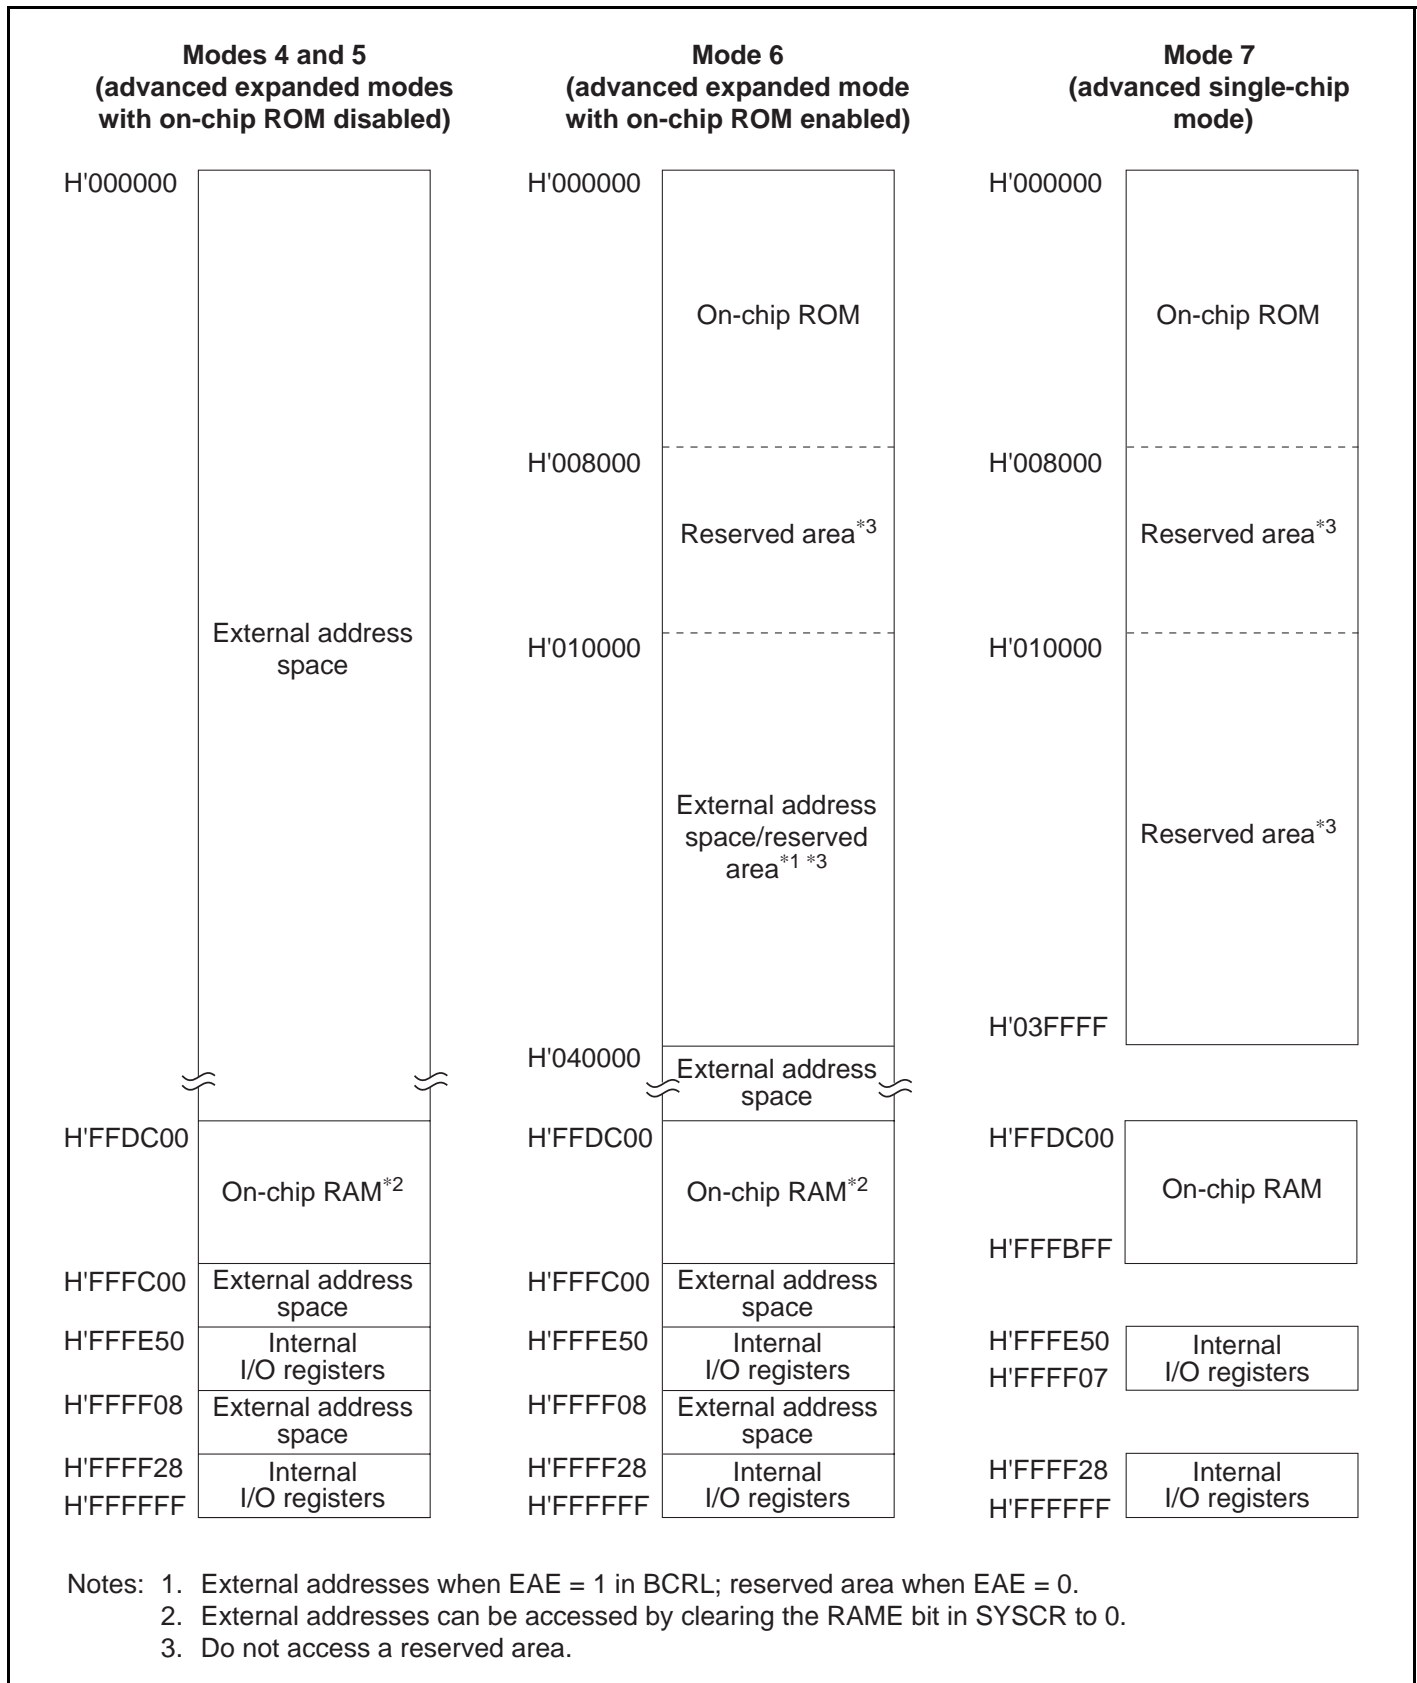 Modes 4 and 5
(advanced expanded modes
with on-chip ROM disabled)
H'000000
External address
space
H'FFDC00
On-chip RAM*2
H'FFFC00
External address
space
H'FFFE50
Internal
I/O registers
H'FFFF08
External address
space
H'FFFF28
Internal
I/O registers
H'FFFFFF
Mode 6
(advanced expanded mode
with on-chip ROM enabled)
H'000000
On-chip ROM
H'008000
Reserved area*3
H'010000
External address
space/reserved
area*1 *3
H'040000
External address
space
H'FFDC00
On-chip RAM*2
H'FFFC00
External address
space
H'FFFE50
Internal
I/O registers
H'FFFF08
External address
space
H'FFFF28
Internal
I/O registers
H'FFFFFF
Mode 7
(advanced single-chip
mode)
H'000000
On-chip ROM
H'008000
Reserved area*3
H'010000
Reserved area*3
H'03FFFF
H'FFDC00
On-chip RAM
H'FFFBFF
H'FFFE50
Internal
I/O registers
H'FFFF07
H'FFFF28
Internal
I/O registers
H'FFFFFF
Notes: 1. External addresses when EAE = 1 in BCRL; reserved area when EAE = 0.
2. External addresses can be accessed by clearing the RAME bit in SYSCR to 0.
3. Do not access a reserved area.